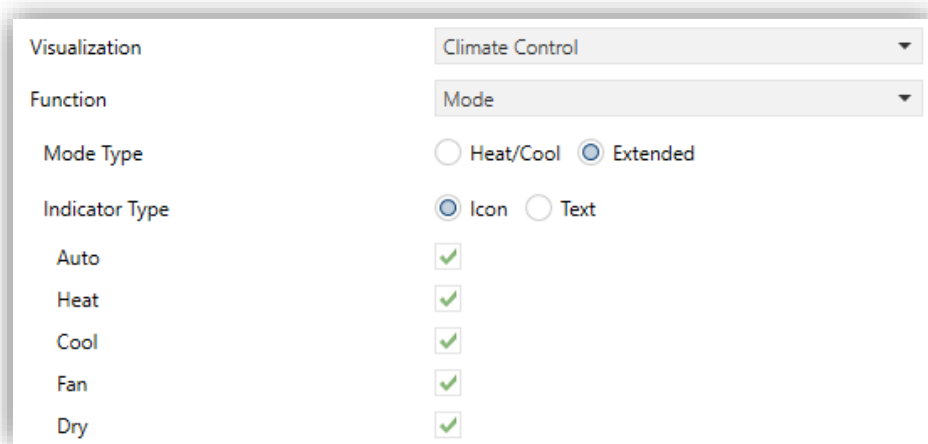 Visualization Climate Control
Function Mode
Mode Type Heat/Cool Extended
Indicator Type Icon Text
Auto
Heat
Cool
Fan
Dry